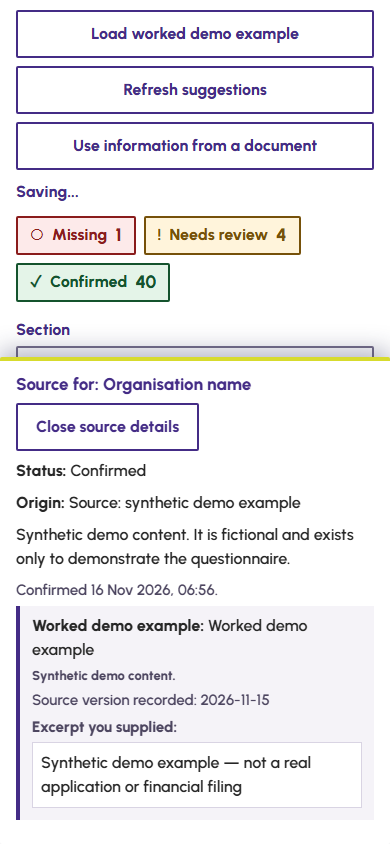 Load worked demo example
Refresh suggestions
Use information from a document
Saving...
○ Missing 1
! Needs review 4
✓ Confirmed 40
Section
Source for: Organisation name
Close source details
Status: Confirmed
Origin: Source: synthetic demo example
Synthetic demo content. It is fictional and exists
only to demonstrate the questionnaire.
Confirmed 16 Nov 2026, 06:56.
Worked demo example: Worked demo
example
Synthetic demo content.
Source version recorded: 2026-11-15
Excerpt you supplied:
Synthetic demo example — not a real
application or financial filing